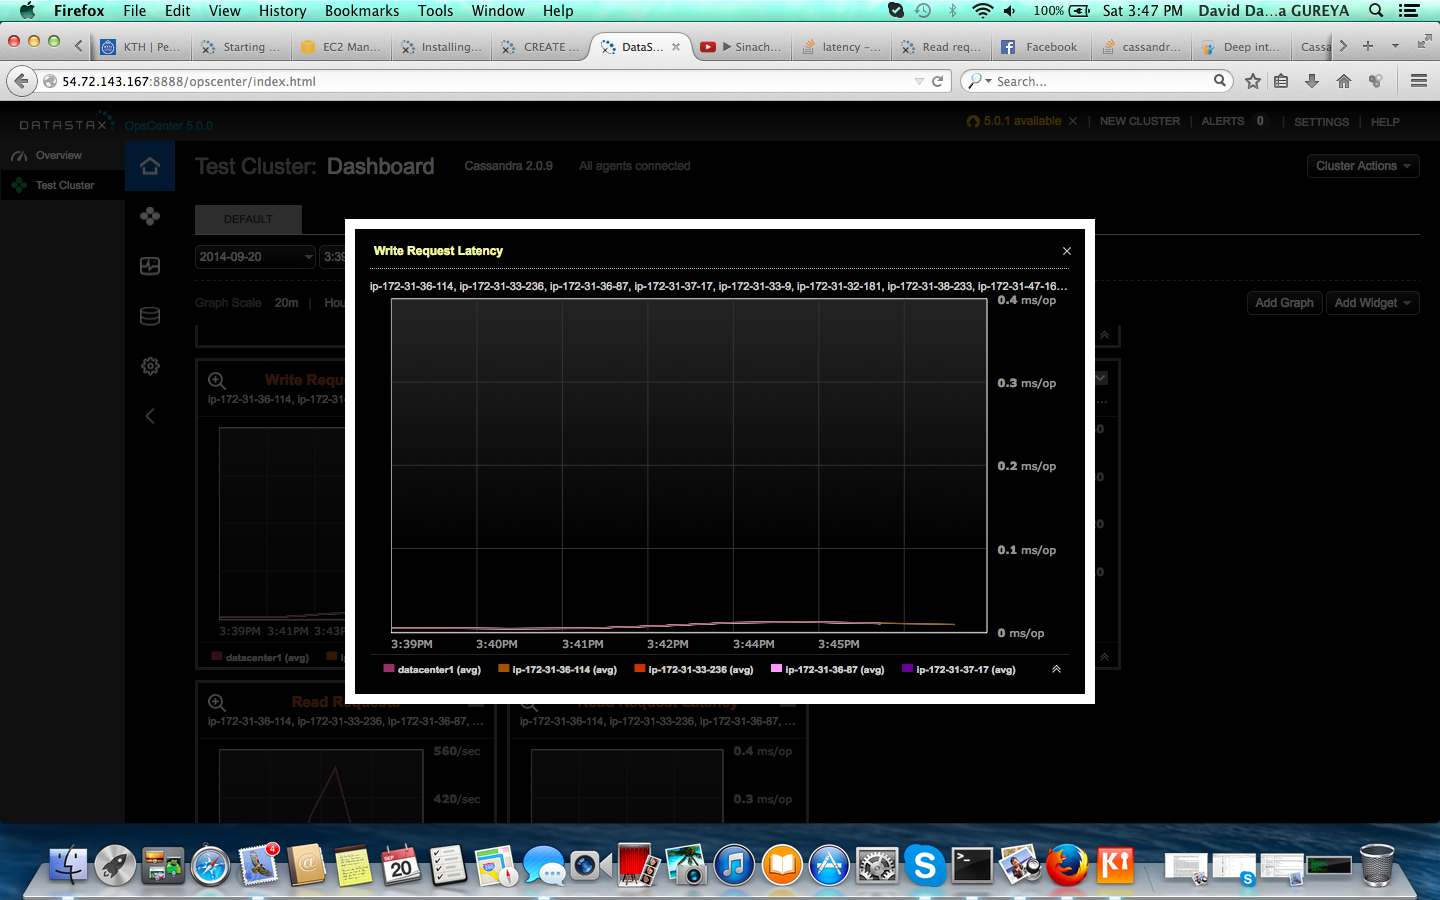 Firefox File Edit View History Bookmarks Tools Window Help 100% Sat 3:47 PM David Da...a GUREYA
KTH | Pe... Starting ... EC2 Man... Installing... CREATE ... DataS... Sinach... latency -... Read req... Facebook cassandr... Deep int... Cassa
54.72.143.167:8888/opscenter/index.html Search...
DATASTAX OpsCenter 5.0.0 5.0.1 available × | NEW CLUSTER | ALERTS 0 | SETTINGS | HELP
Overview
Test Cluster
Test Cluster: Dashboard Cassandra 2.0.9 All agents connected Cluster Actions
DEFAULT
2014-09-20 3:39
Graph Scale 20m | Hou Add Graph Add Widget
Write Request Latency ×
ip-172-31-36-114, ip-172-31-33-236, ip-172-31-36-87, ip-172-31-37-17, ip-172-31-33-9, ip-172-31-32-181, ip-172-31-38-233, ip-172-31-47-16...
0.4 ms/op
0.3 ms/op
0.2 ms/op
0.1 ms/op
0 ms/op
3:39PM 3:40PM 3:41PM 3:42PM 3:44PM 3:45PM
datacenter1 (avg) ip-172-31-36-114 (avg) ip-172-31-33-236 (avg) ip-172-31-36-87 (avg) ip-172-31-37-17 (avg)
Write Requ
ip-172-31-36-114, ip-172-31
3:39PM 3:41PM 3:43P
datacenter1 (avg)
Read Requests
ip-172-31-36-114, ip-172-31-33-236, ip-172-31-36-87, ...
560/sec
420/sec
Read Request Latency
ip-172-31-36-114, ip-172-31-33-236, ip-172-31-36-87, ...
0.4 ms/op
0.3 ms/op
4
SEP
20